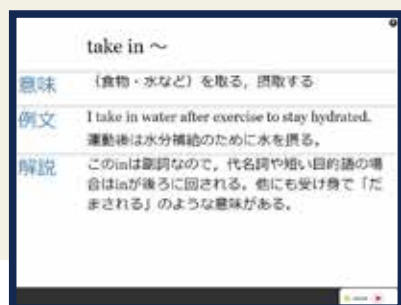 take in ～
意味 （食物・水など）を取る，摂取する
例文 I take in water after exercise to stay hydrated.
運動後は水分補給のために水を摂る。
解説 このinは副詞なので，代名詞や短い目的語の場
合はinが後ろに回される。他にも受け身で「だ
まされる」のような意味がある。